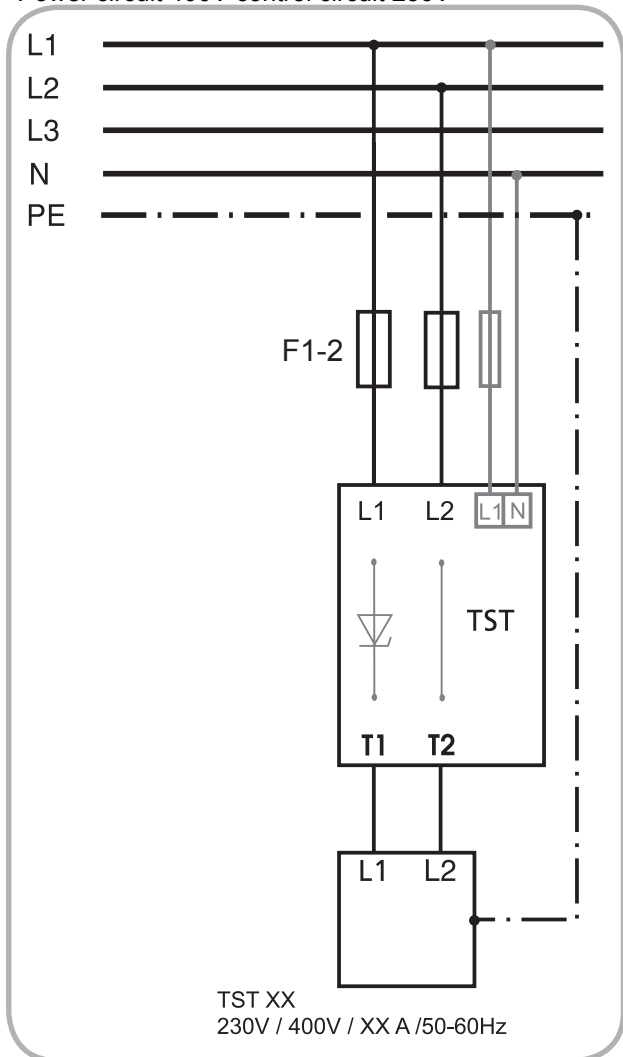 Power circuit 400V control circuit 230V
L1
L2
L3
N
PE
F1-2
L1 L2 L1 N
TST
T1 T2
L1 L2
TST XX
230V / 400V / XX A /50-60Hz